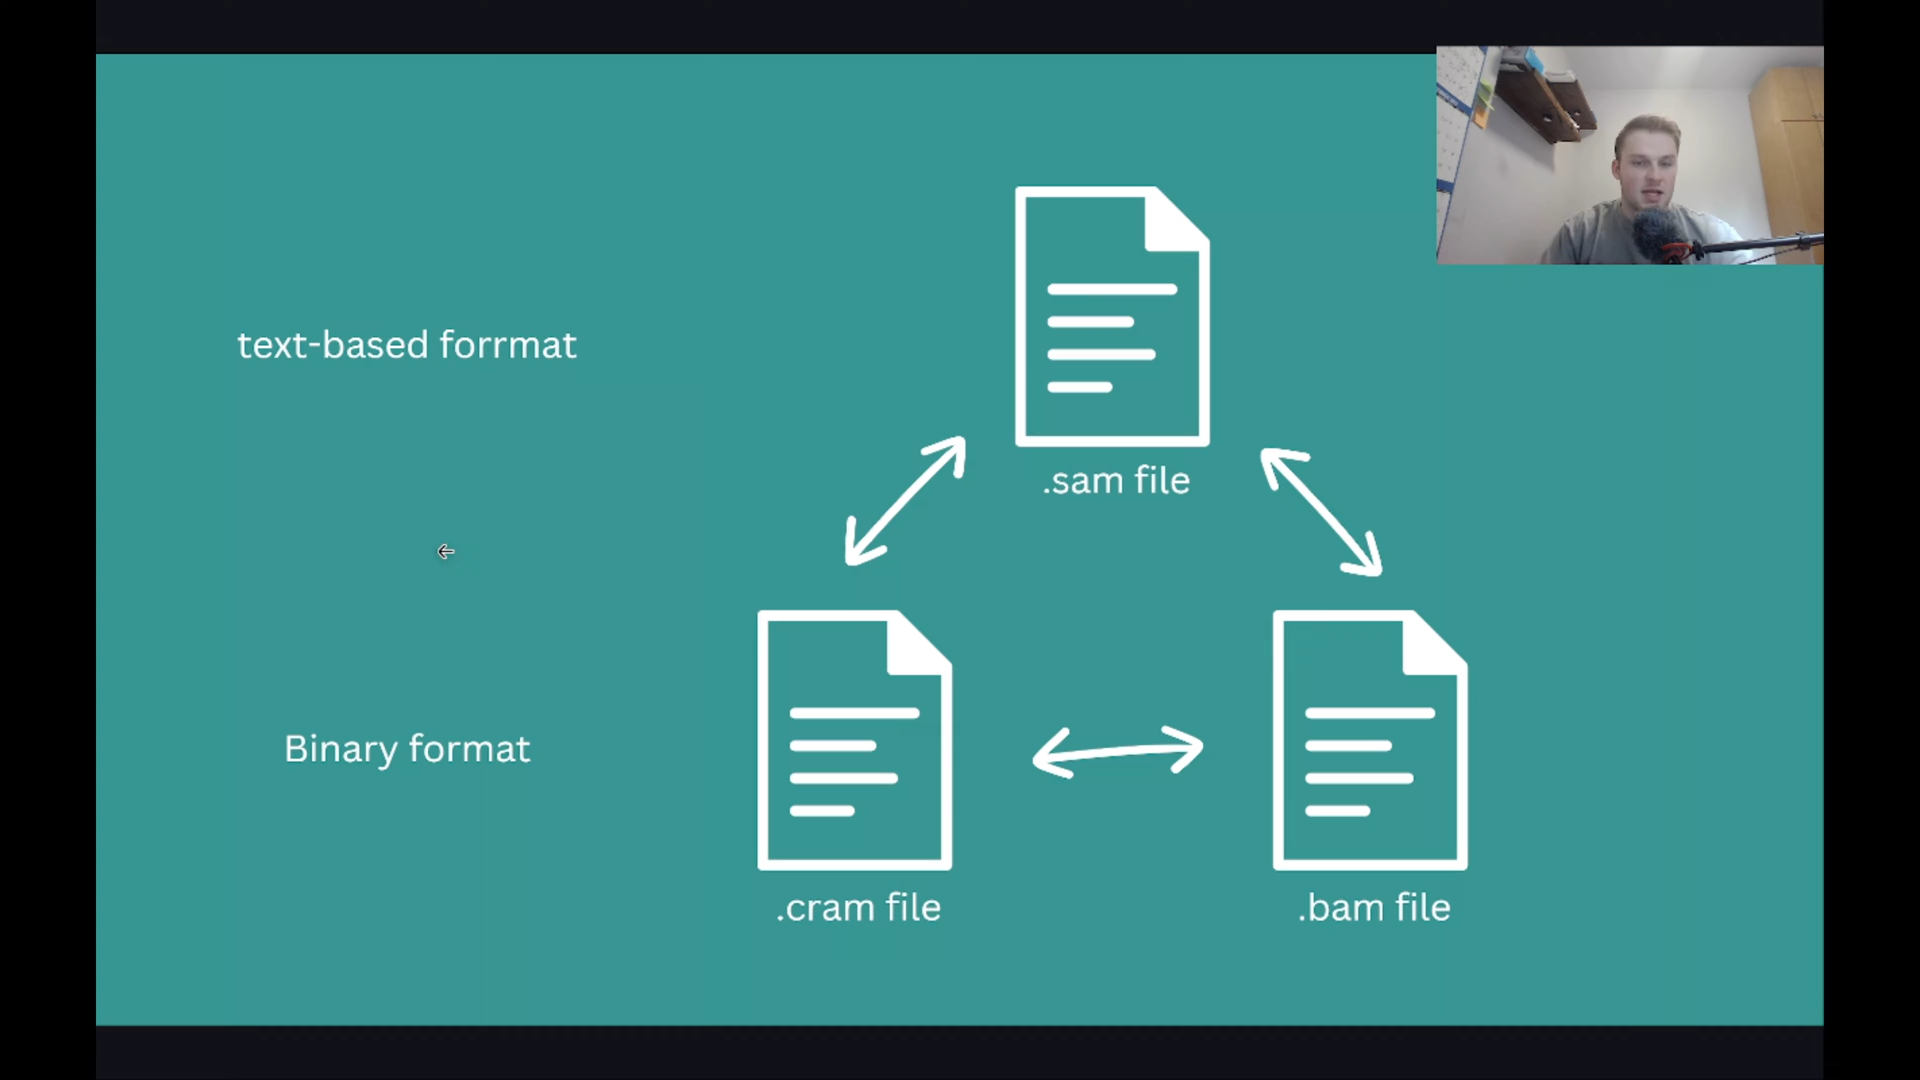 text-based forrmat
.sam file
Binary format
.cram file
.bam file